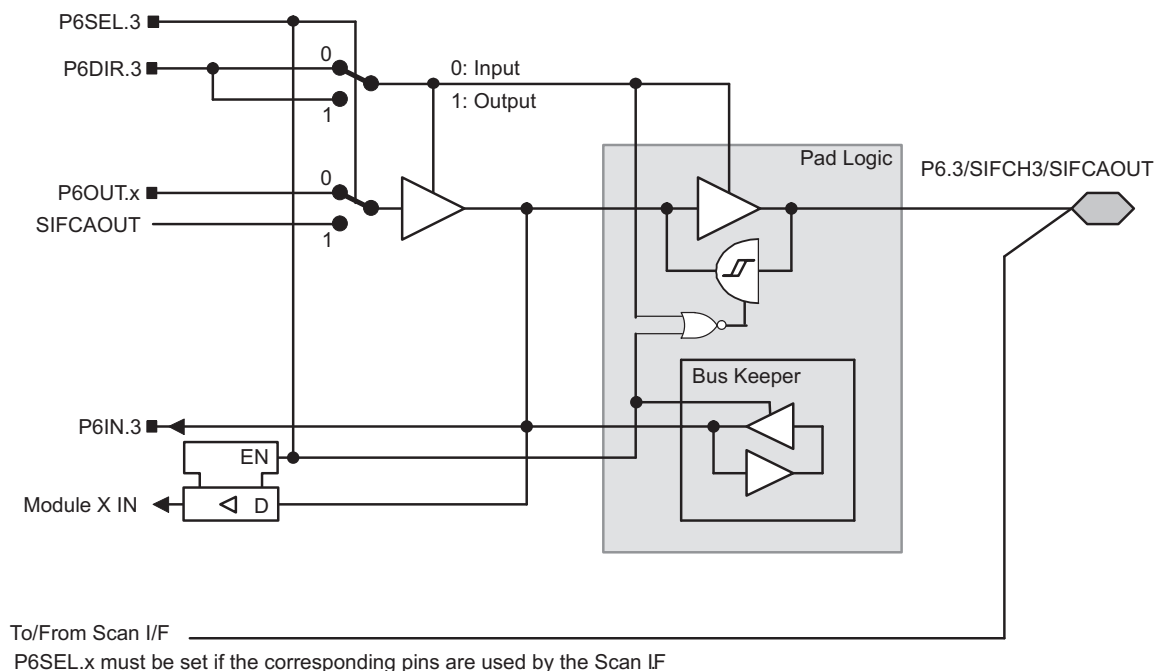 P6SEL.3
P6DIR.3
0
1
0: Input
1: Output
Pad Logic
P6.3/SIFCH3/SIFCAOUT
P6OUT.x
0
SIFCAOUT
1
Bus Keeper
P6IN.3
EN
Module X IN
D
To/From Scan I/F
P6SEL.x must be set if the corresponding pins are used by the Scan I.F